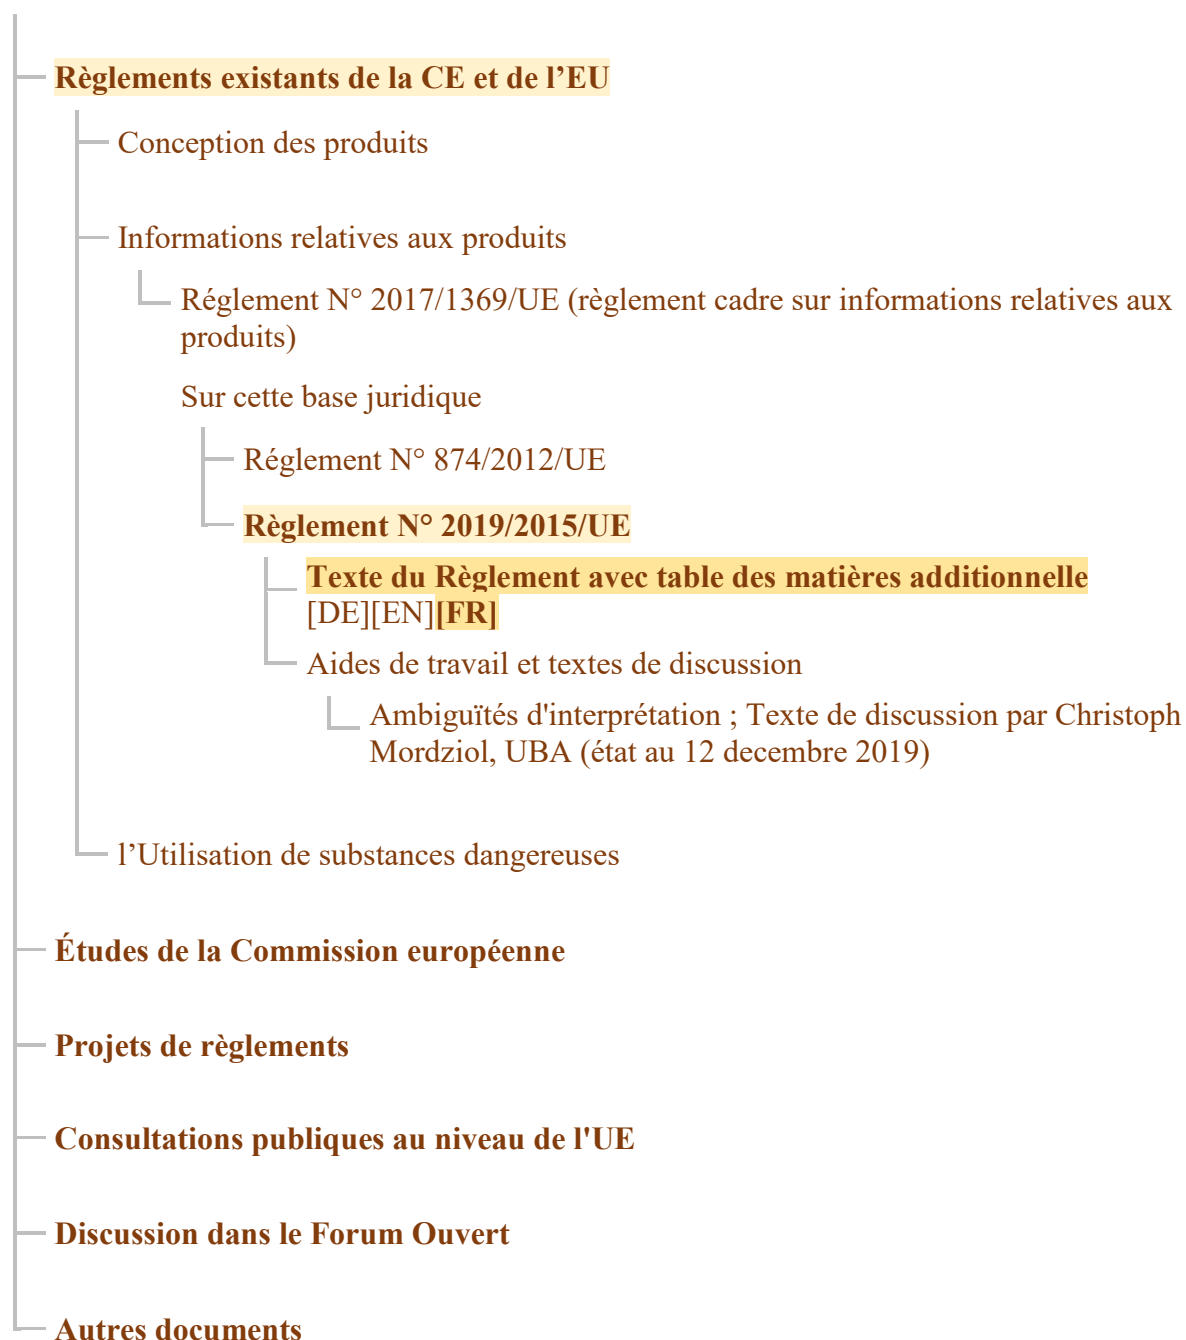 Règlements existants de la CE et de l’EU
Conception des produits
Informations relatives aux produits
Réglement N° 2017/1369/UE (règlement cadre sur informations relatives aux
produits)
Sur cette base juridique
Réglement N° 874/2012/UE
Règlement N° 2019/2015/UE
Texte du Règlement avec table des matières additionnelle
[DE][EN][FR]
Aides de travail et textes de discussion
Ambiguïtés d'interprétation ; Texte de discussion par Christoph
Mordziol, UBA (état au 12 decembre 2019)
l’Utilisation de substances dangereuses
Études de la Commission européenne
Projets de règlements
Consultations publiques au niveau de l'UE
Discussion dans le Forum Ouvert
Autres documents